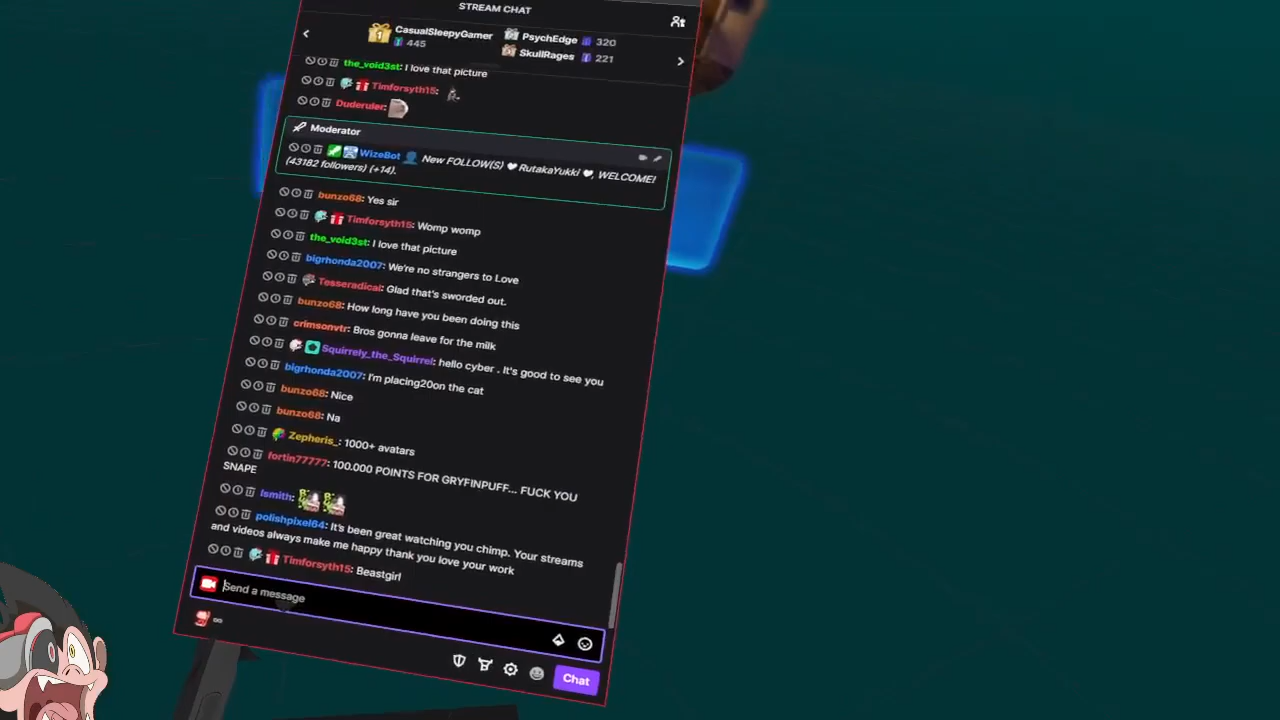 STREAM CHAT
CasualSleepyGamer
445
PsychEdge 320
SkullRages 221
the_void3st: I love that picture
Timforsyth15:
Duderuler:
Moderator
WizeBot New FOLLOW(S) RutakaYukki, WELCOME!
(43182 followers) (+14).
bunzo68: Yes sir
Timforsyth15: Womp womp
the_void3st: I love that picture
bigrhonda2007: We're no strangers to Love
Tesseradical: Glad that's sworded out.
bunzo68: How long have you been doing this
crimsonvtr: Bros gonna leave for the milk
Squirrely_the_Squirrel: hello cyber . It's good to see you
bigrhonda2007: I'm placing20on the cat
bunzo68: Nice
bunzo68: Na
Zepheris_: 1000+ avatars
fortin77777: 100.000 POINTS FOR GRYFINPUFF... FUCK YOU
SNAPE
lsmith:
polishpixel64: It's been great watching you chimp. Your streams
and videos always make me happy thank you love your work
Timforsyth15: Beastgirl
Send a message
∞
Chat